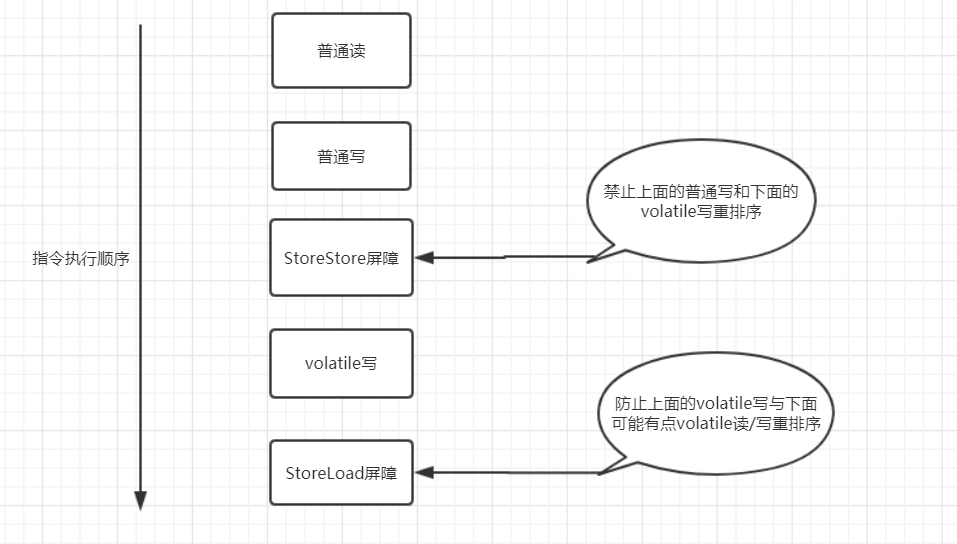 普通读
普通写
禁止上面的普通写和下面的
volatile写重排序
指令执行顺序
StoreStore屏障
volatile写
防止上面的volatile写与下面
可能有点volatile读/写重排序
StoreLoad屏障